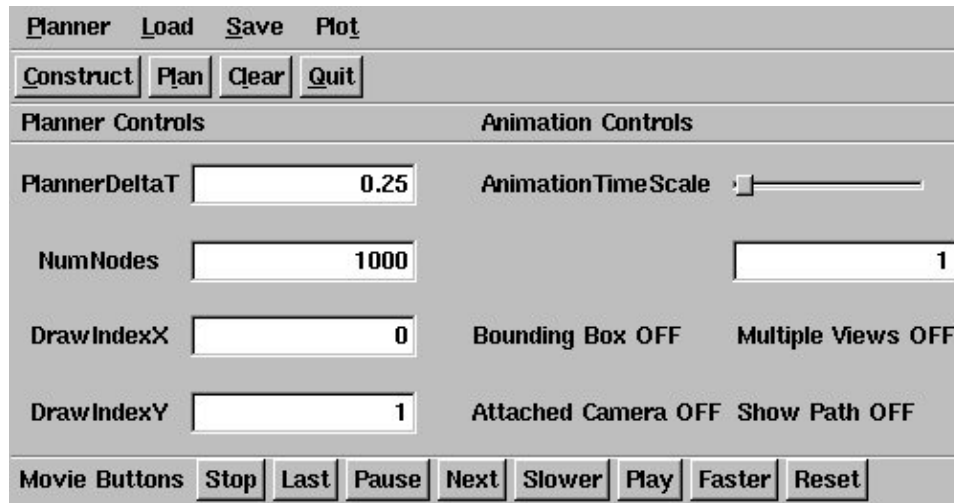 Planner Load Save Plot
Construct Plan Clear Quit
Planner Controls Animation Controls
PlannerDeltaT 0.25 AnimationTimeScale
NumNodes 1000 1
DrawIndexX 0 Bounding Box OFF Multiple Views OFF
DrawIndexY 1 Attached Camera OFF Show Path OFF
Movie Buttons Stop Last Pause Next Slower Play Faster Reset